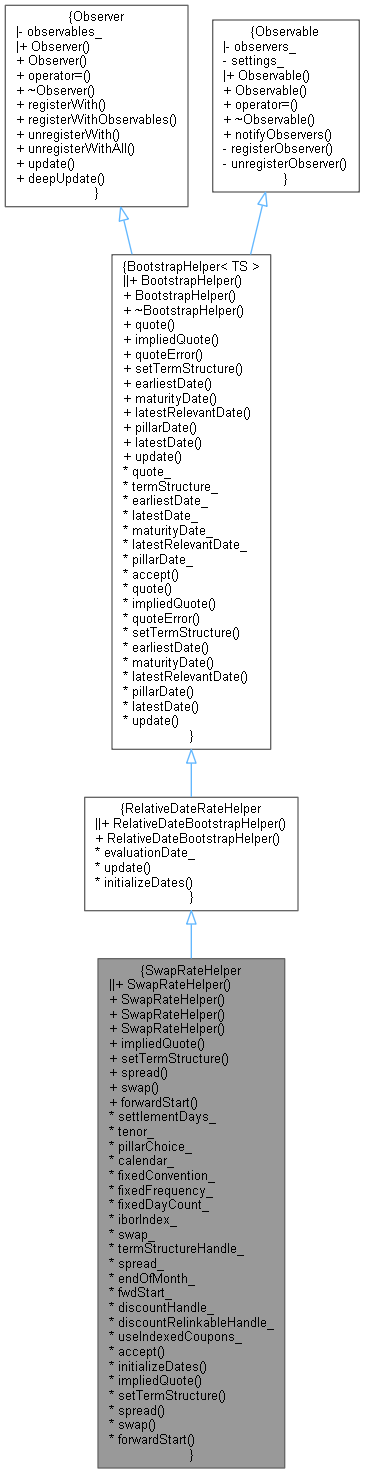 {Observer
|- observables_
|+ Observer()
+ Observer()
+ operator=()
+ ~Observer()
+ registerWith()
+ registerWithObservables()
+ unregisterWith()
+ unregisterWithAll()
+ update()
+ deepUpdate()
}
{Observable
|- observers_
- settings_
|+ Observable()
+ Observable()
+ operator=()
+ ~Observable()
+ notifyObservers()
- registerObserver()
- unregisterObserver()
}
{BootstrapHelper< TS >
||+ BootstrapHelper()
+ BootstrapHelper()
+ ~BootstrapHelper()
+ quote()
+ impliedQuote()
+ quoteError()
+ setTermStructure()
+ earliestDate()
+ maturityDate()
+ latestRelevantDate()
+ pillarDate()
+ latestDate()
+ update()
* quote_
* termStructure_
* earliestDate_
* latestDate_
* maturityDate_
* latestRelevantDate_
* pillarDate_
* accept()
* quote()
* impliedQuote()
* quoteError()
* setTermStructure()
* earliestDate()
* maturityDate()
* latestRelevantDate()
* pillarDate()
* latestDate()
* update()
}
{RelativeDateRateHelper
||+ RelativeDateBootstrapHelper()
+ RelativeDateBootstrapHelper()
* evaluationDate_
* update()
* initializeDates()
}
{SwapRateHelper
||+ SwapRateHelper()
+ SwapRateHelper()
+ SwapRateHelper()
+ SwapRateHelper()
+ impliedQuote()
+ setTermStructure()
+ spread()
+ swap()
+ forwardStart()
* settlementDays_
* tenor_
* pillarChoice_
* calendar_
* fixedConvention_
* fixedFrequency_
* fixedDayCount_
* iborIndex_
* swap_
* termStructureHandle_
* spread_
* endOfMonth_
* fwdStart_
* discountHandle_
* discountRelinkableHandle_
* useIndexedCoupons_
* accept()
* initializeDates()
* impliedQuote()
* setTermStructure()
* spread()
* swap()
* forwardStart()
}